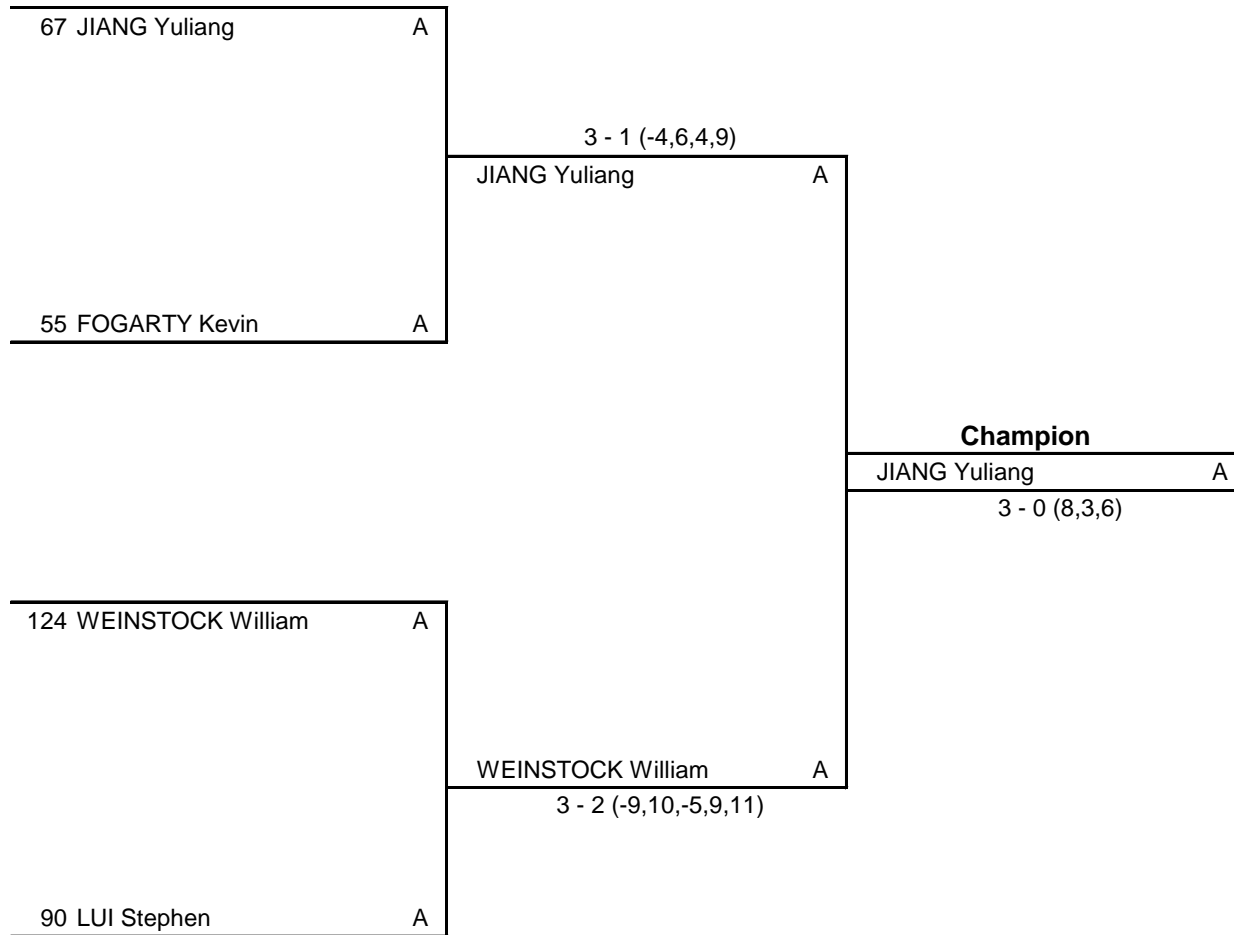 67 JIANG Yuliang A
3 - 1 (-4,6,4,9)
JIANG Yuliang A
55 FOGARTY Kevin A
Champion
JIANG Yuliang A
3 - 0 (8,3,6)
124 WEINSTOCK William A
WEINSTOCK William A
3 - 2 (-9,10,-5,9,11)
90 LUI Stephen A